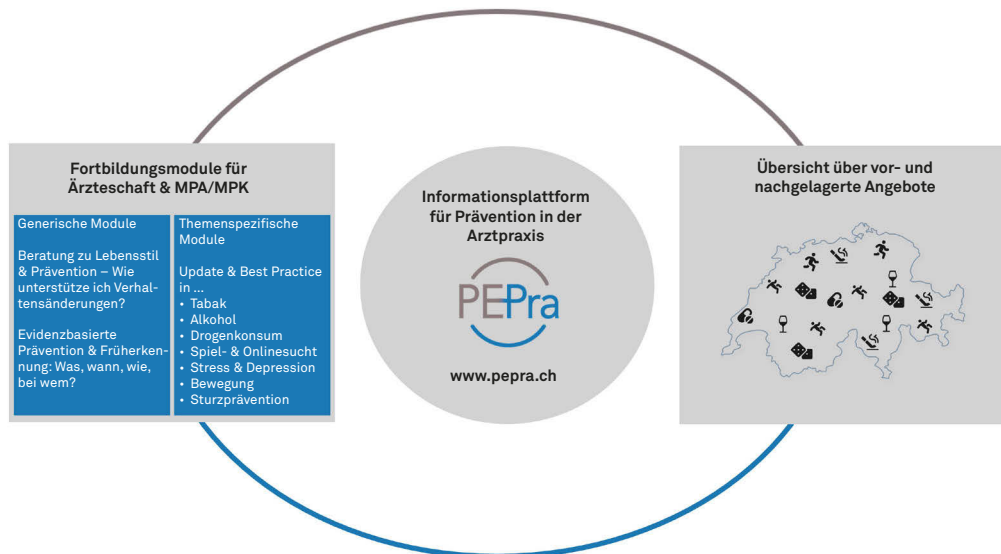 Fortbildungsmodule für
Ärzteschaft & MPA/MPK
Generische Module
Beratung zu Lebensstil
& Prävention – Wie
unterstütze ich Verhal-
tensänderungen?
Evidenzbasierte
Prävention & Früherken-
nung: Was, wann, wie,
bei wem?
Themenspezifische
Module
Update & Best Practice
in ...
• Tabak
• Alkohol
• Drogenkonsum
• Spiel- & Onlinesucht
• Stress & Depression
• Bewegung
• Sturzprävention
Informationsplattform
für Prävention in der
Arztpraxis
PEPra
www.pepra.ch
Übersicht über vor- und
nachgelagerte Angebote